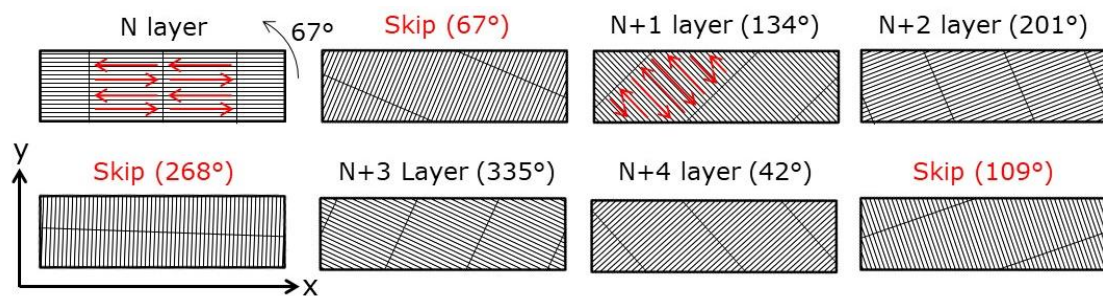 N layer
67°
Skip (67°)
N+1 layer (134°)
N+2 layer (201°)
y
Skip (268°)
N+3 Layer (335°)
N+4 layer (42°)
Skip (109°)
x